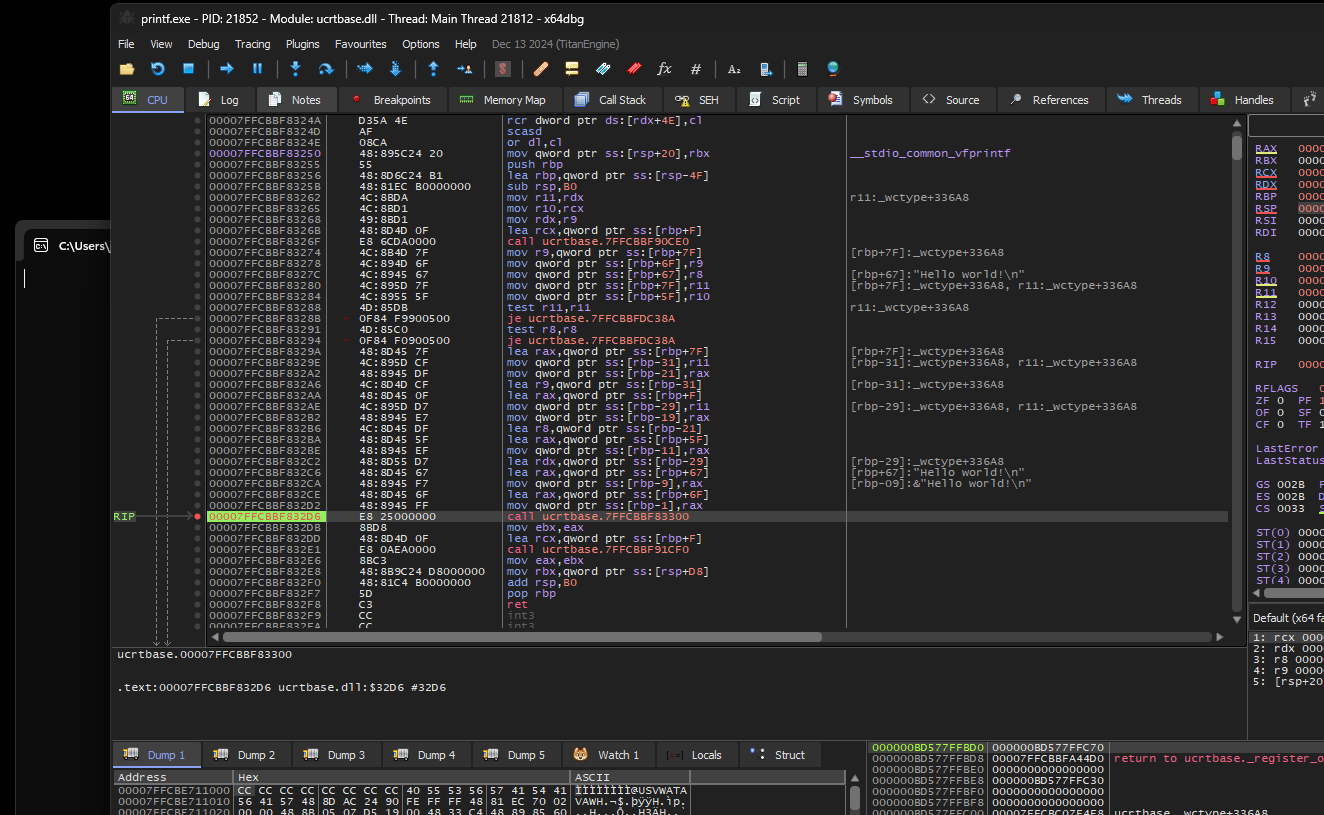 printf.exe - PID: 21852 - Module: ucrtbase.dll - Thread: Main Thread 21812 - x64dbg
File View Debug Tracing Plugins Favourites Options Help Dec 13 2024 (TitanEngine)
CPU Log Notes Breakpoints Memory Map Call Stack SEH Script Symbols Source References Threads Handles
00007FFCBBF8324A D35A 4E rcr dword ptr ds:[rdx+4E],cl
00007FFCBBF8324D AF scasd
00007FFCBBF8324E 08CA or dl,cl
00007FFCBBF83250 48:895C24 20 mov qword ptr ss:[rsp+20],rbx __stdio_common_vfprintf
00007FFCBBF83255 55 push rbp
00007FFCBBF83256 48:8D6C24 B1 lea rbp,qword ptr ss:[rsp-4F]
00007FFCBBF8325B 48:81EC B0000000 sub rsp,B0
00007FFCBBF83262 4C:8BDA mov r11,rdx r11:_wctype+336A8
00007FFCBBF83265 4C:8BD1 mov r10,rcx
00007FFCBBF83268 49:8BD1 mov rdx,r9
00007FFCBBF8326B 48:8D4D 0F lea rcx,qword ptr ss:[rbp+F]
00007FFCBBF8326F E8 6CDA0000 call ucrtbase.7FFCBBF90CE0
00007FFCBBF83274 4C:8B4D 7F mov r9,qword ptr ss:[rbp+7F] [rbp+7F]:_wctype+336A8
00007FFCBBF83278 4C:894D 6F mov qword ptr ss:[rbp+6F],r9
00007FFCBBF8327C 4C:8945 67 mov qword ptr ss:[rbp+67],r8 [rbp+67]:"Hello world!\n"
00007FFCBBF83280 4C:895D 7F mov qword ptr ss:[rbp+7F],r11 [rbp+7F]:_wctype+336A8, r11:_wctype+336A8
00007FFCBBF83284 4C:8955 5F mov qword ptr ss:[rbp+5F],r10
00007FFCBBF83288 4D:85DB test r11,r11 r11:_wctype+336A8
00007FFCBBF8328B 0F84 F9900500 je ucrtbase.7FFCBBFDC38A
00007FFCBBF83291 4D:85C0 test r8,r8
00007FFCBBF83294 0F84 F0900500 je ucrtbase.7FFCBBFDC38A
00007FFCBBF8329A 48:8D45 7F lea rax,qword ptr ss:[rbp+7F] [rbp+7F]:_wctype+336A8
00007FFCBBF8329E 4C:895D CF mov qword ptr ss:[rbp-31],r11 [rbp-31]:_wctype+336A8, r11:_wctype+336A8
00007FFCBBF832A2 48:8945 DF mov qword ptr ss:[rbp-21],rax
00007FFCBBF832A6 4C:8D4D CF lea r9,qword ptr ss:[rbp-31] [rbp-31]:_wctype+336A8
00007FFCBBF832AA 48:8D45 0F lea rax,qword ptr ss:[rbp+F]
00007FFCBBF832AE 4C:895D D7 mov qword ptr ss:[rbp-29],r11 [rbp-29]:_wctype+336A8, r11:_wctype+336A8
00007FFCBBF832B2 48:8945 E7 mov qword ptr ss:[rbp-19],rax
00007FFCBBF832B6 4C:8D45 DF lea r8,qword ptr ss:[rbp-21]
00007FFCBBF832BA 48:8D45 5F lea rax,qword ptr ss:[rbp+5F]
00007FFCBBF832BE 48:8945 EF mov qword ptr ss:[rbp-11],rax
00007FFCBBF832C2 48:8D55 D7 lea rdx,qword ptr ss:[rbp-29] [rbp-29]:_wctype+336A8
00007FFCBBF832C6 48:8D45 67 lea rax,qword ptr ss:[rbp+67] [rbp+67]:"Hello world!\n"
00007FFCBBF832CA 48:8945 F7 mov qword ptr ss:[rbp-9],rax [rbp-09]:&"Hello world!\n"
00007FFCBBF832CE 48:8D45 6F lea rax,qword ptr ss:[rbp+6F]
00007FFCBBF832D2 48:8945 FF mov qword ptr ss:[rbp-1],rax
RIP 00007FFCBBF832D6 E8 25000000 call ucrtbase.7FFCBBF83300
00007FFCBBF832DB 8BD8 mov ebx,eax
00007FFCBBF832DD 48:8D4D 0F lea rcx,qword ptr ss:[rbp+F]
00007FFCBBF832E1 E8 0AEA0000 call ucrtbase.7FFCBBF91CF0
00007FFCBBF832E6 8BC3 mov eax,ebx
00007FFCBBF832E8 48:8B9C24 D8000000 mov rbx,qword ptr ss:[rsp+D8]
00007FFCBBF832F0 48:81C4 B0000000 add rsp,B0
00007FFCBBF832F7 5D pop rbp
00007FFCBBF832F8 C3 ret
00007FFCBBF832F9 CC int3
00007FFCBBF832FA CC int3
C:\Users\
RAX 0000
RBX 0000
RCX 0000
RDX 0000
RBP 0000
RSP 0000
RSI 0000
RDI 0000
R8 0000
R9 0000
R10 0000
R11 0000
R12 0000
R13 0000
R14 0000
R15 0000
RIP 0000
RFLAGS
ZF 0 PF 1
OF 0 SF 0
CF 0 TF 1
LastError
LastStatus
GS 002B
ES 002B
CS 0033
ST(0) 0000
ST(1) 0000
ST(2) 0000
ST(3) 0000
ST(4) 0000
Default (x64 fa
1: rcx 0000
2: rdx 0000
3: r8 0000
4: r9 0000
5: [rsp+20
ucrtbase.00007FFCBBF83300
.text:00007FFCBBF832D6 ucrtbase.dll:$32D6 #32D6
Dump 1 Dump 2 Dump 3 Dump 4 Dump 5 Watch 1 Locals Struct
Address Hex ASCII
00007FFCBE711000 CC CC CC CC CC CC CC CC 40 55 53 56 57 41 54 41 ÌÌÌÌÌÌÌÌ@USVWATA
00007FFCBE711010 56 41 57 48 8D AC 24 90 FE FF FF 48 81 EC 70 02 VAWH.¬$.þÿÿH.ìp.
00007FFCBE711020 00 00 48 8B 05 07 D5 19 00 48 33 C4 48 89 85 60 ..H...Õ..H3ÄH..`
000000BD577FFBD0 000000BD577FFC70
000000BD577FFBD8 00007FFCBBFA44D0 return to ucrtbase._register_o
000000BD577FFBE0 0000000000000000
000000BD577FFBE8 000000BD577FFC30
000000BD577FFBF0 0000000000000000
000000BD577FFBF8 0000000000000000
000000BD577FFC00 00007FFCBC07F4F8 ucrtbase._wctype+336A8